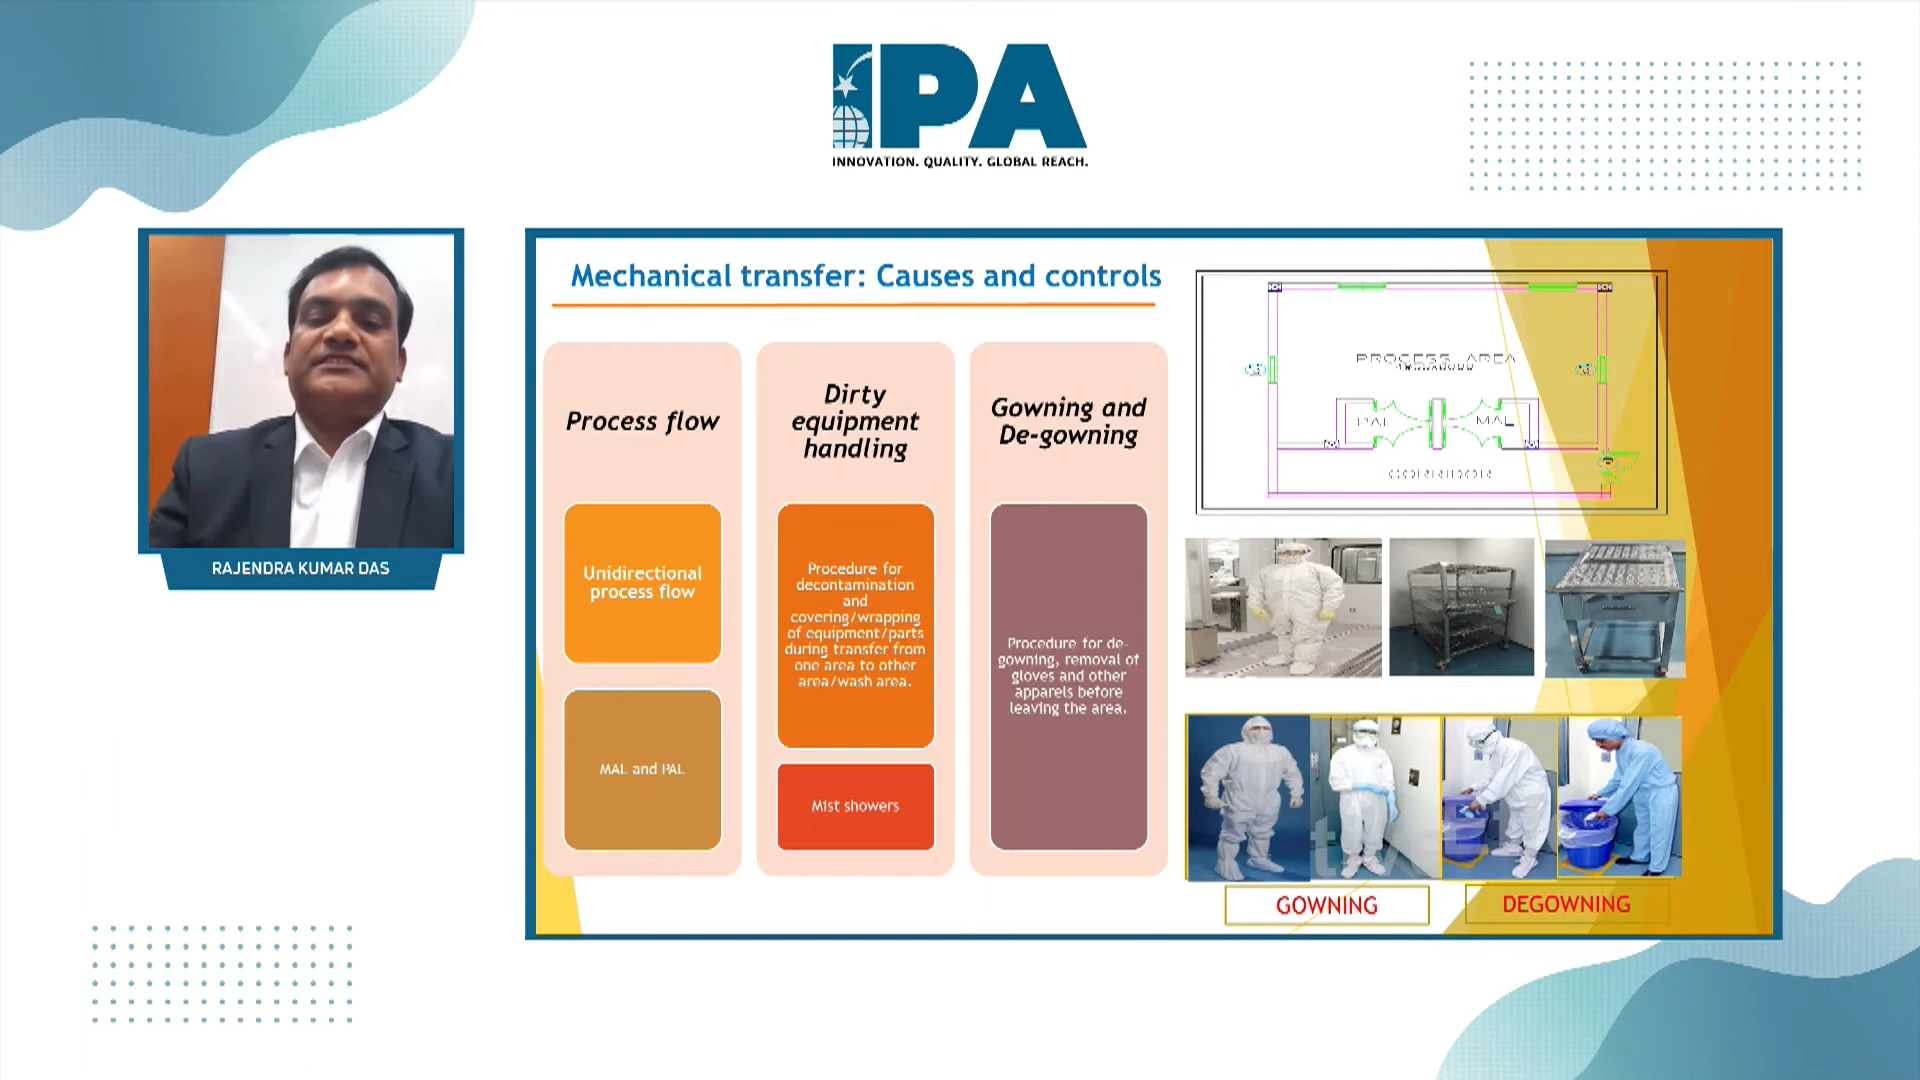 IPA
INNOVATION. QUALITY. GLOBAL REACH.
RAJENDRA KUMAR DAS
Mechanical transfer: Causes and controls
Process flow
Unidirectional
process flow
MAL and PAL
Dirty
equipment
handling
Procedure for
decontamination
and
covering/wrapping
of equipment/parts
during transfer from
one area to other
area/wash area.
Mist showers
Gowning and
De-gowning
Procedure for de-
gowning, removal of
gloves and other
apparels before
leaving the area.
PROCESS AREA
PAL
MAL
CORRIDOR
GOWNING
DEGOWNING